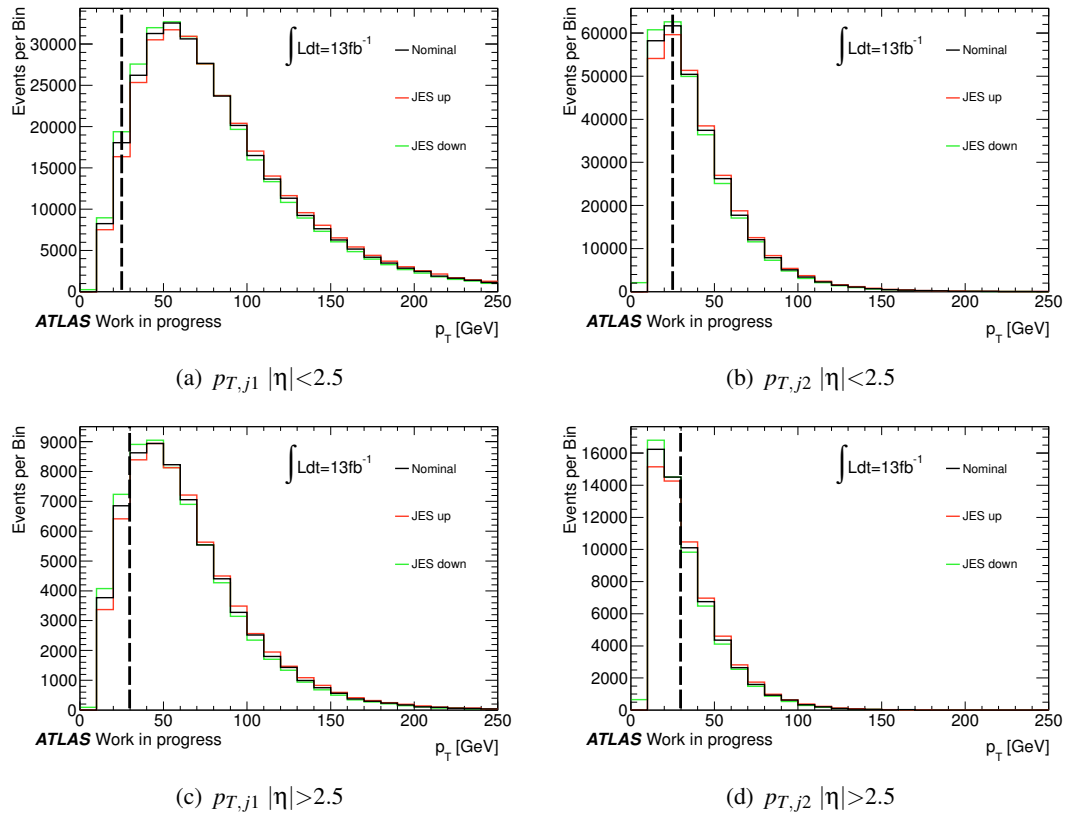 Events per Bin
30000
25000
20000
15000
10000
5000
0
0 50 100 150 200 250
p_T [GeV]
∫Ldt=13fb⁻¹
Nominal
JES up
JES down
ATLAS Work in progress
(a) p_{T,j1} |η|<2.5
Events per Bin
60000
50000
40000
30000
20000
10000
0
0 50 100 150 200 250
p_T [GeV]
∫Ldt=13fb⁻¹
Nominal
JES up
JES down
ATLAS Work in progress
(b) p_{T,j2} |η|<2.5
Events per Bin
9000
8000
7000
6000
5000
4000
3000
2000
1000
0
0 50 100 150 200 250
p_T [GeV]
∫Ldt=13fb⁻¹
Nominal
JES up
JES down
ATLAS Work in progress
(c) p_{T,j1} |η|>2.5
Events per Bin
16000
14000
12000
10000
8000
6000
4000
2000
0
0 50 100 150 200 250
p_T [GeV]
∫Ldt=13fb⁻¹
Nominal
JES up
JES down
ATLAS Work in progress
(d) p_{T,j2} |η|>2.5